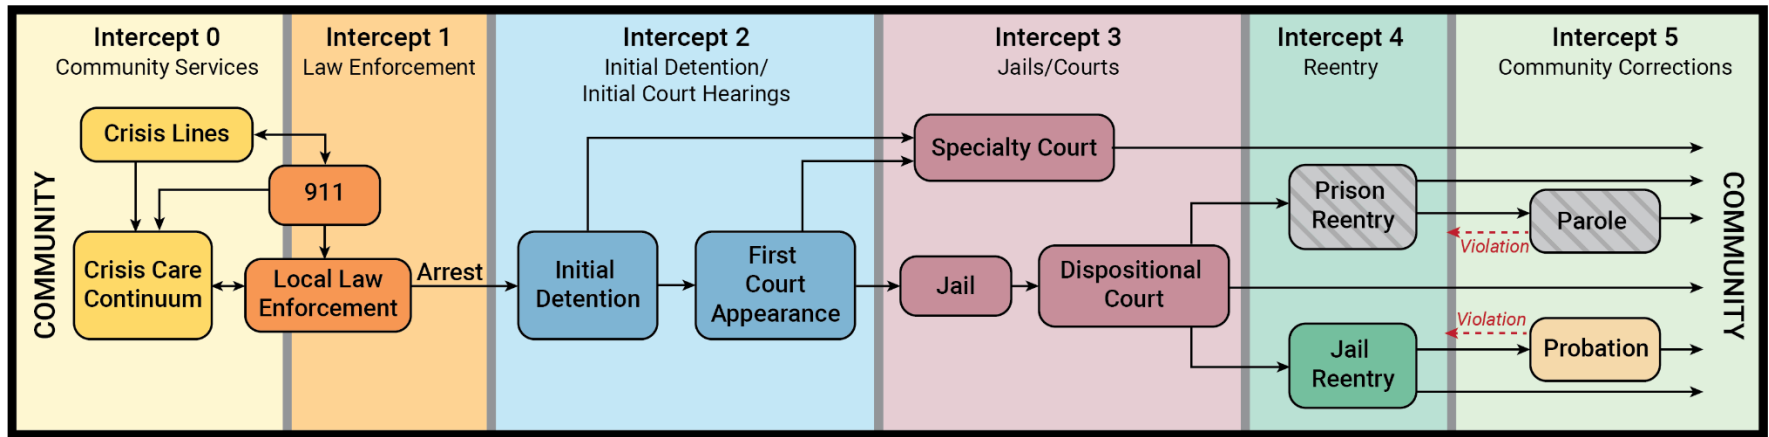 Intercept 0
Community Services
Intercept 1
Law Enforcement
Intercept 2
Initial Detention/
Initial Court Hearings
Intercept 3
Jails/Courts
Intercept 4
Reentry
Intercept 5
Community Corrections
COMMUNITY
Crisis Lines
911
Crisis Care
Continuum
Local Law
Enforcement
Arrest
Initial
Detention
First
Court
Appearance
Specialty Court
Jail
Dispositional
Court
Prison
Reentry
Violation
Parole
Jail
Reentry
Violation
Probation
COMMUNITY